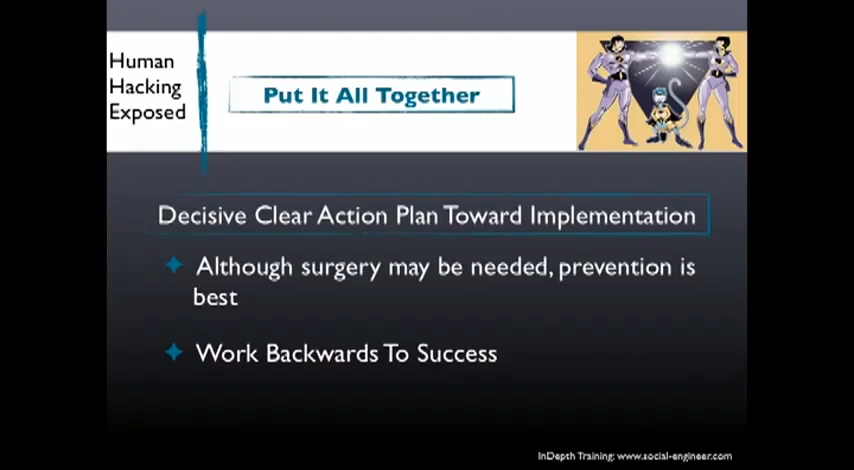 Human
Hacking
Exposed
Put It All Together
Decisive Clear Action Plan Toward Implementation
Although surgery may be needed, prevention is
best
Work Backwards To Success
InDepth Training: www.social-engineer.com